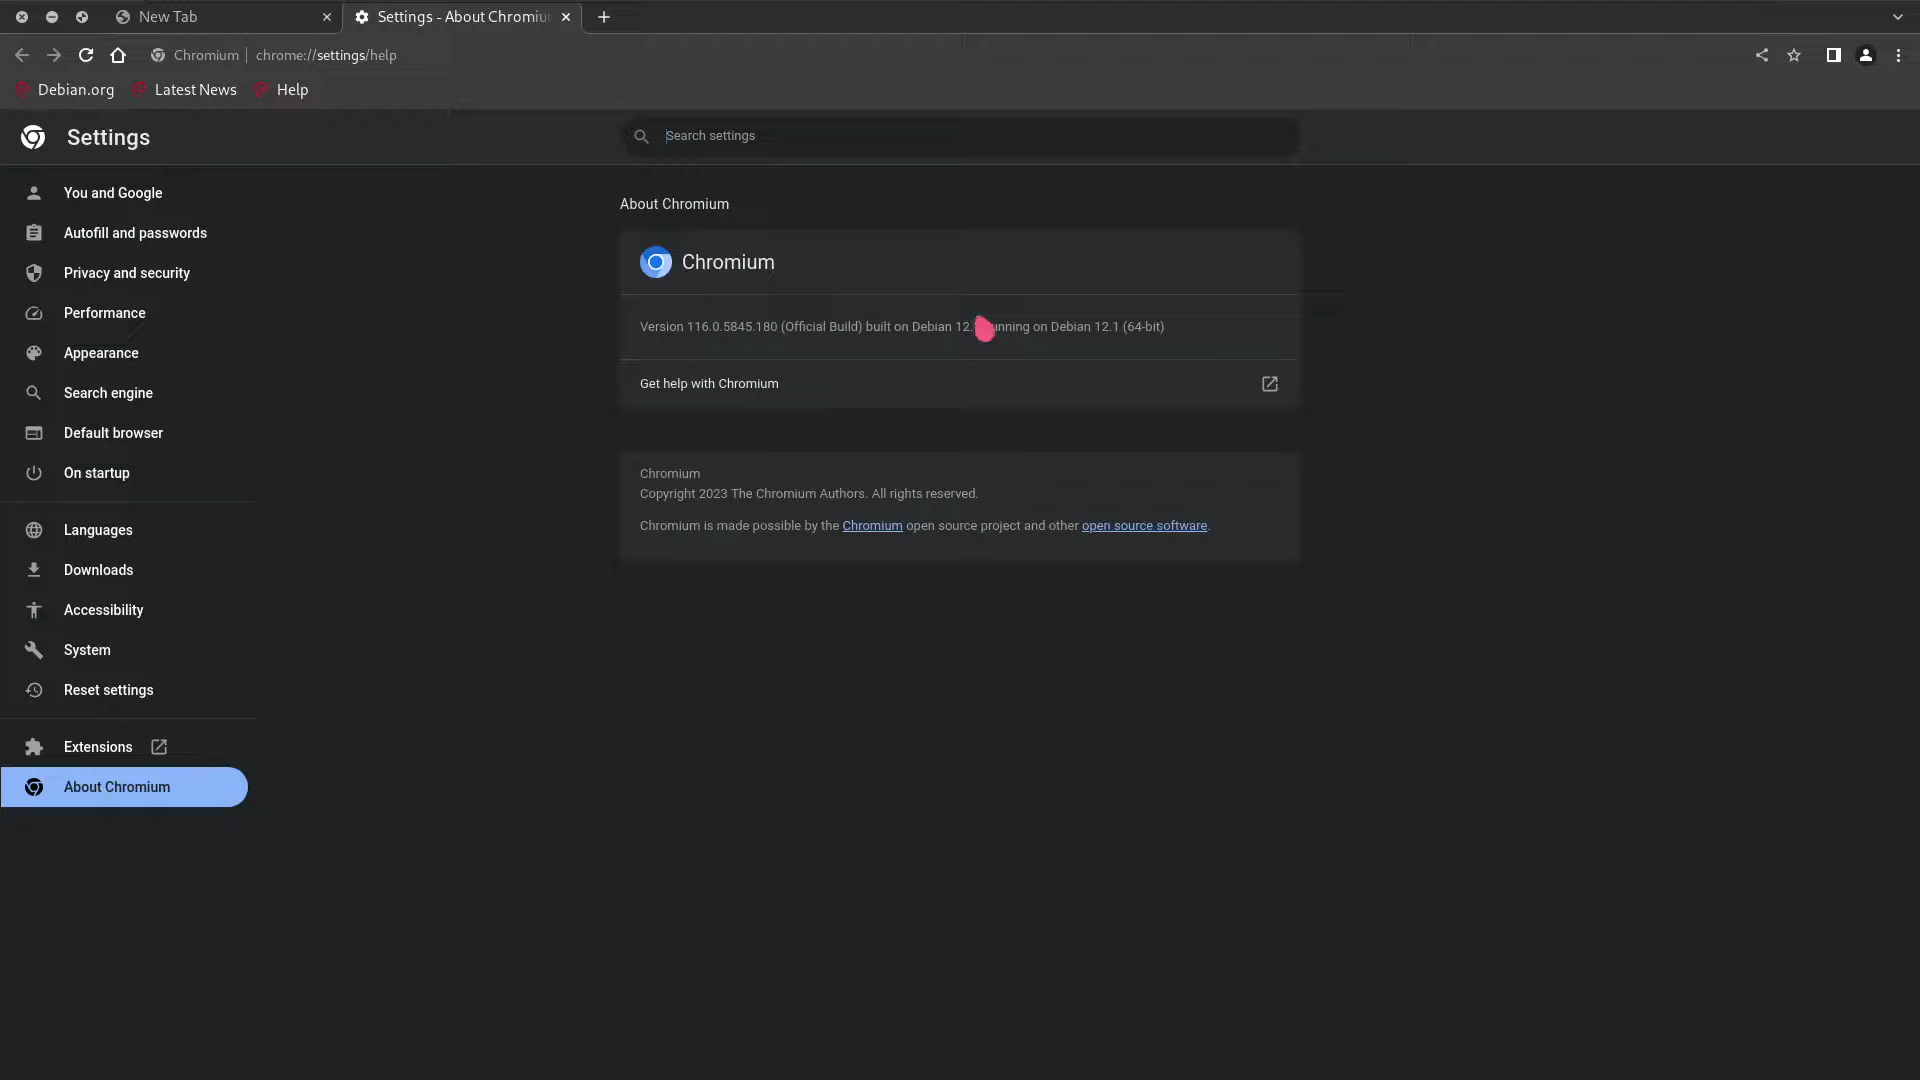 New Tab
Settings - About Chromiu
Chromium | chrome://settings/help
Debian.org Latest News Help
Settings
Search settings
You and Google
Autofill and passwords
Privacy and security
Performance
Appearance
Search engine
Default browser
On startup
Languages
Downloads
Accessibility
System
Reset settings
Extensions
About Chromium
About Chromium
Chromium
Version 116.0.5845.180 (Official Build) built on Debian 12. unning on Debian 12.1 (64-bit)
Get help with Chromium
Chromium
Copyright 2023 The Chromium Authors. All rights reserved.
Chromium is made possible by the Chromium open source project and other open source software.